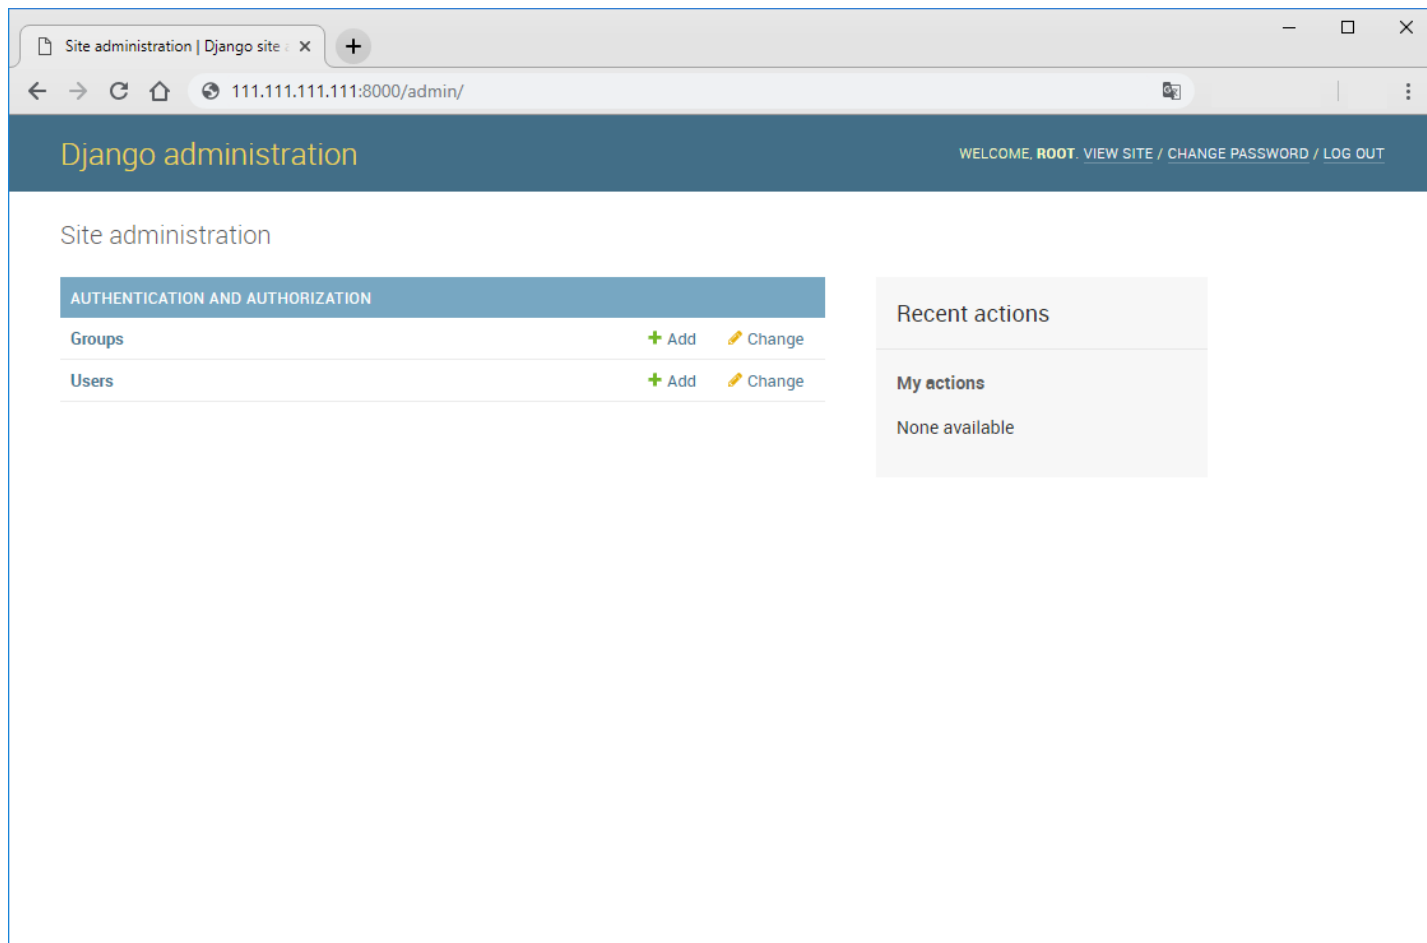 Site administration | Django site
111.111.111.111:8000/admin/
Django administration
WELCOME, ROOT. VIEW SITE / CHANGE PASSWORD / LOG OUT
Site administration
AUTHENTICATION AND AUTHORIZATION
Groups Add Change
Users Add Change
Recent actions
My actions
None available